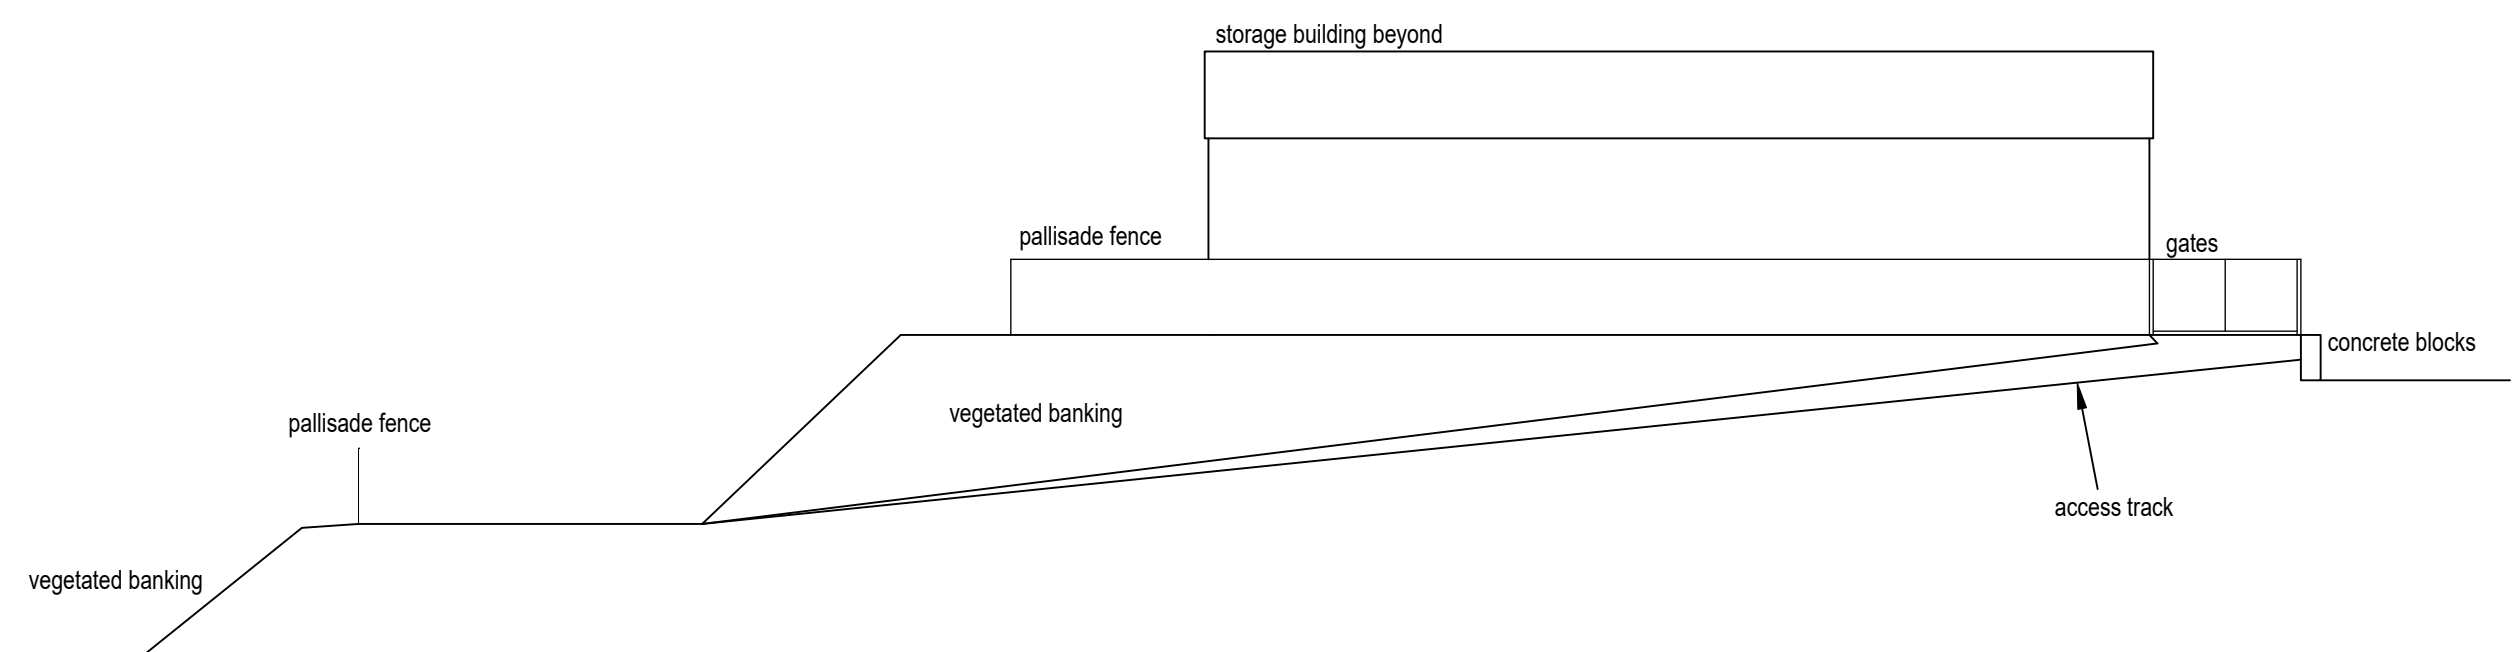 storage building beyond
pallisade fence
gates
concrete blocks
vegetated banking
pallisade fence
access track
vegetated banking